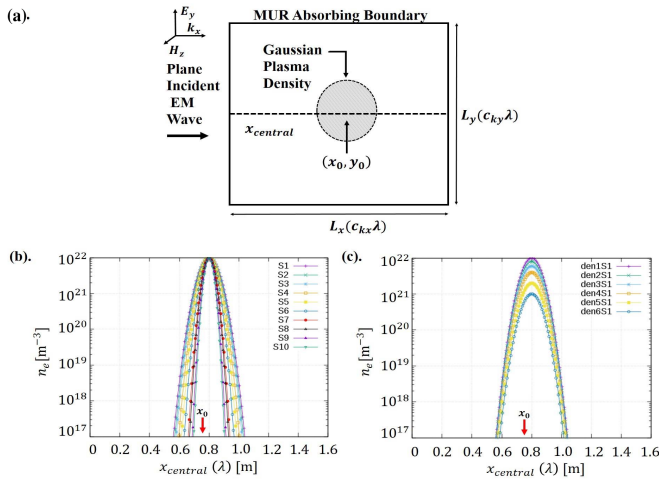 (a).
MUR Absorbing Boundary
E_y
k_x
H_z
Plane
Incident
EM
Wave
Gaussian
Plasma
Density
x_central
(x_0, y_0)
L_y(c_ky λ)
L_x(c_kx λ)
(b).
10^22
10^21
10^20
10^19
10^18
10^17
n_e[m^-3]
S1
S2
S3
S4
S5
S6
S7
S8
S9
S10
x_0
0 0.2 0.4 0.6 0.8 1.0 1.2 1.4 1.6
x_central (λ) [m]
(c).
10^22
10^21
10^20
10^19
10^18
10^17
n_e[m^-3]
den1S1
den2S1
den3S1
den4S1
den5S1
den6S1
x_0
0 0.2 0.4 0.6 0.8 1.0 1.2 1.4 1.6
x_central (λ) [m]